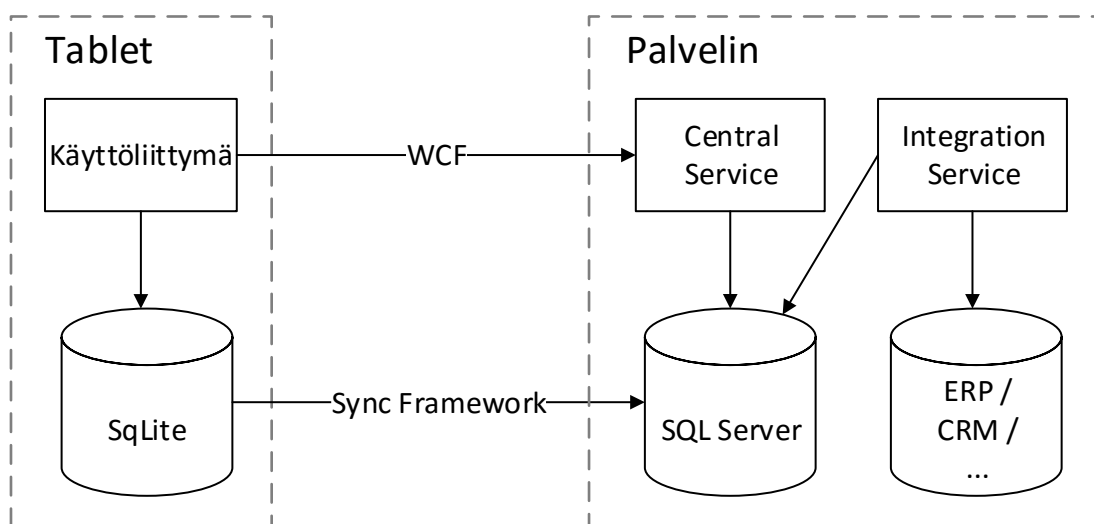 Tablet
Palvelin
Käyttöliittymä
WCF
Central
Service
Integration
Service
SqLite
Sync Framework
SQL Server
ERP /
CRM /
...